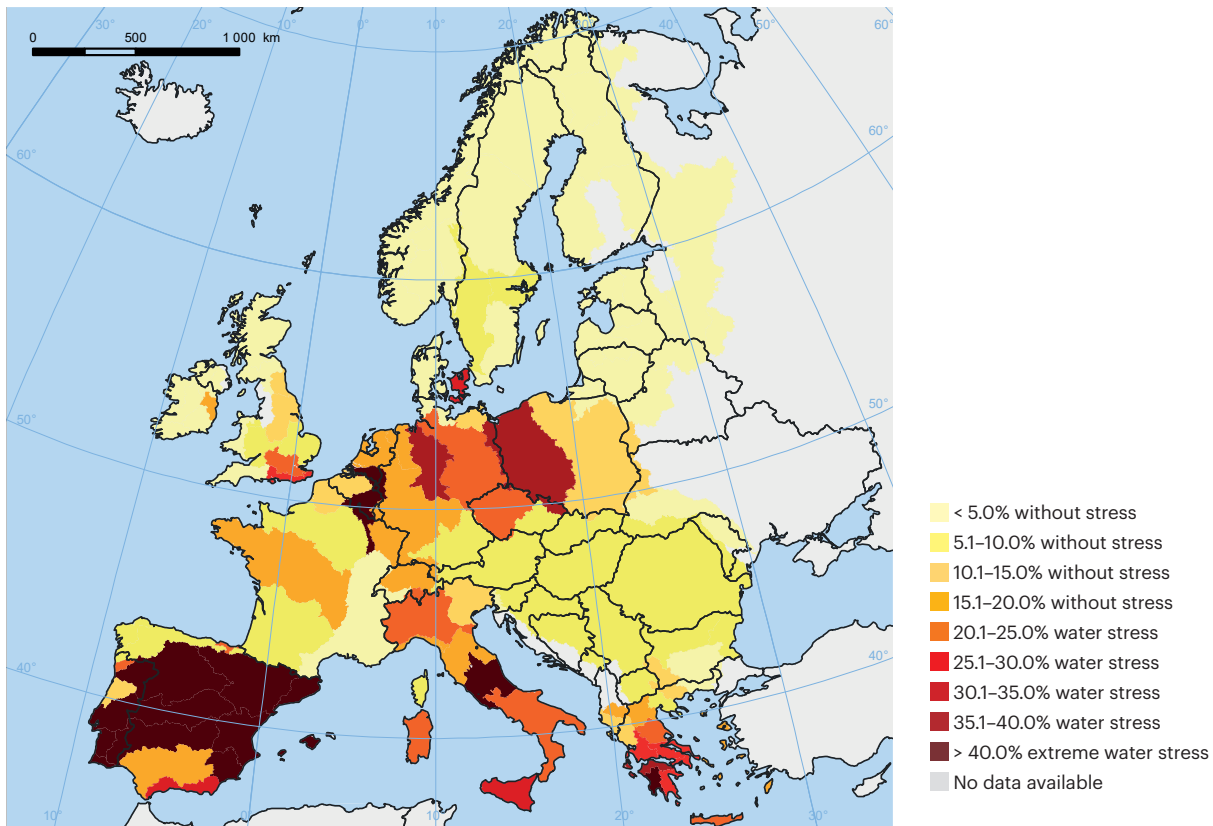 30° 20° 10° 0° 10° 20° 30° 40° 50° 60°
0 500 1 000 km
60° 60°
50° 50°
40° 40°
10° 0° 10° 20° 30°
< 5.0% without stress
5.1–10.0% without stress
10.1–15.0% without stress
15.1–20.0% without stress
20.1–25.0% water stress
25.1–30.0% water stress
30.1–35.0% water stress
35.1–40.0% water stress
> 40.0% extreme water stress
No data available